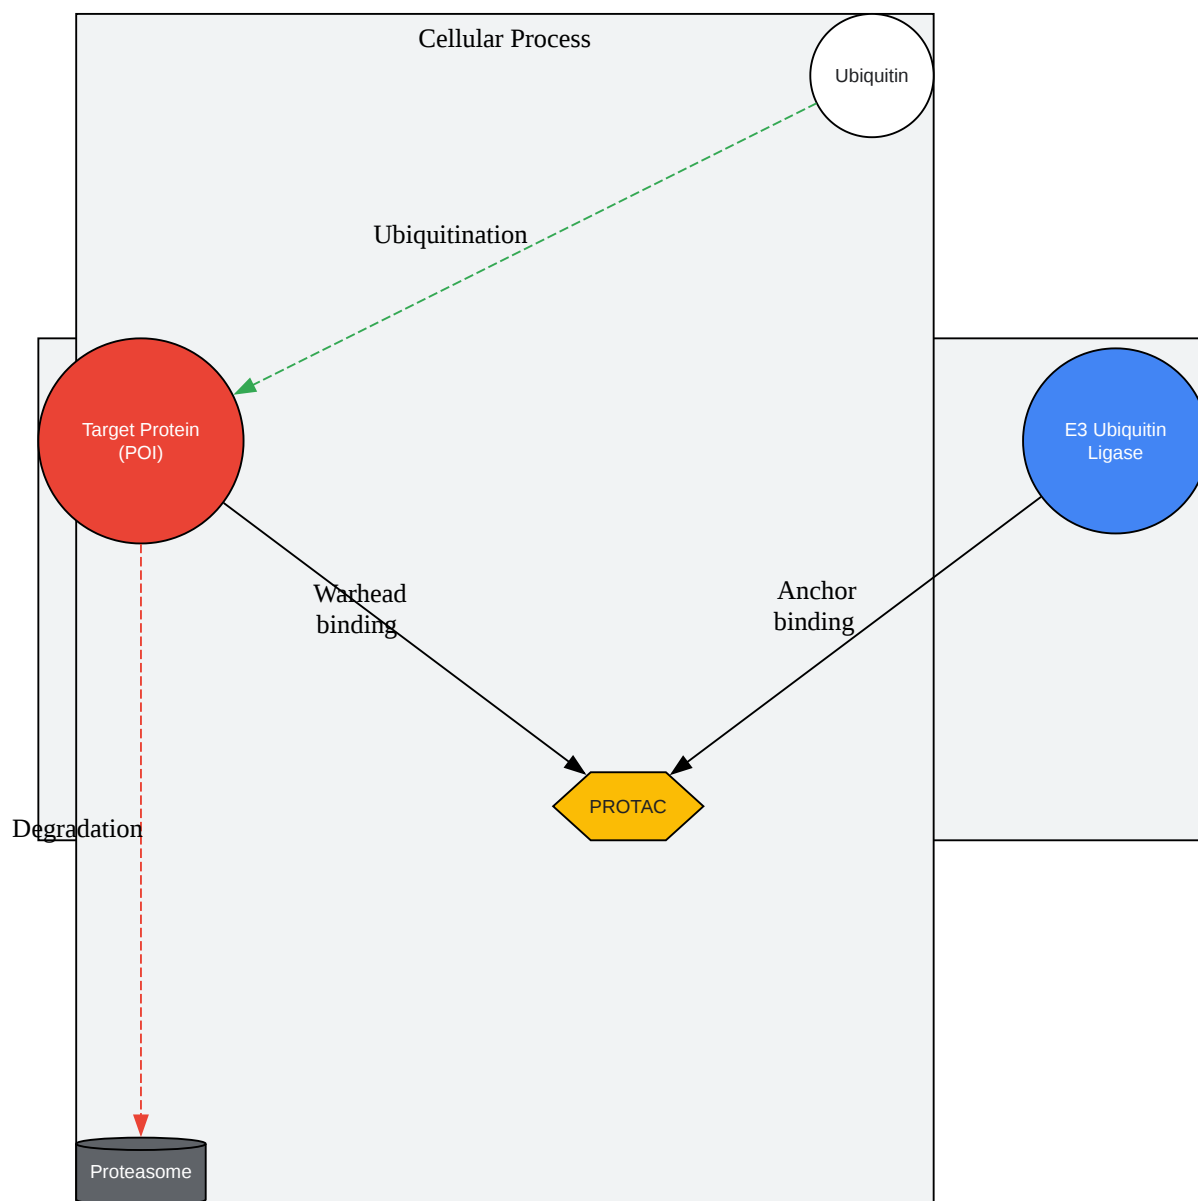 Cellular Process
Ubiquitin
Ubiquitination
Target Protein
(POI)
E3 Ubiquitin
Ligase
Warhead
binding
Anchor
binding
PROTAC
Degradation
Proteasome